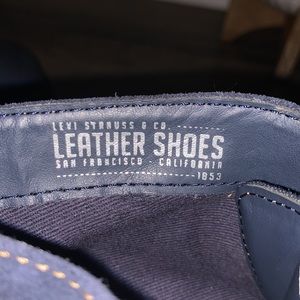 LEVI STRAUSS & CO.
LEATHER SHOES
SAN FRANCISCO - CALIFORNIA
1853